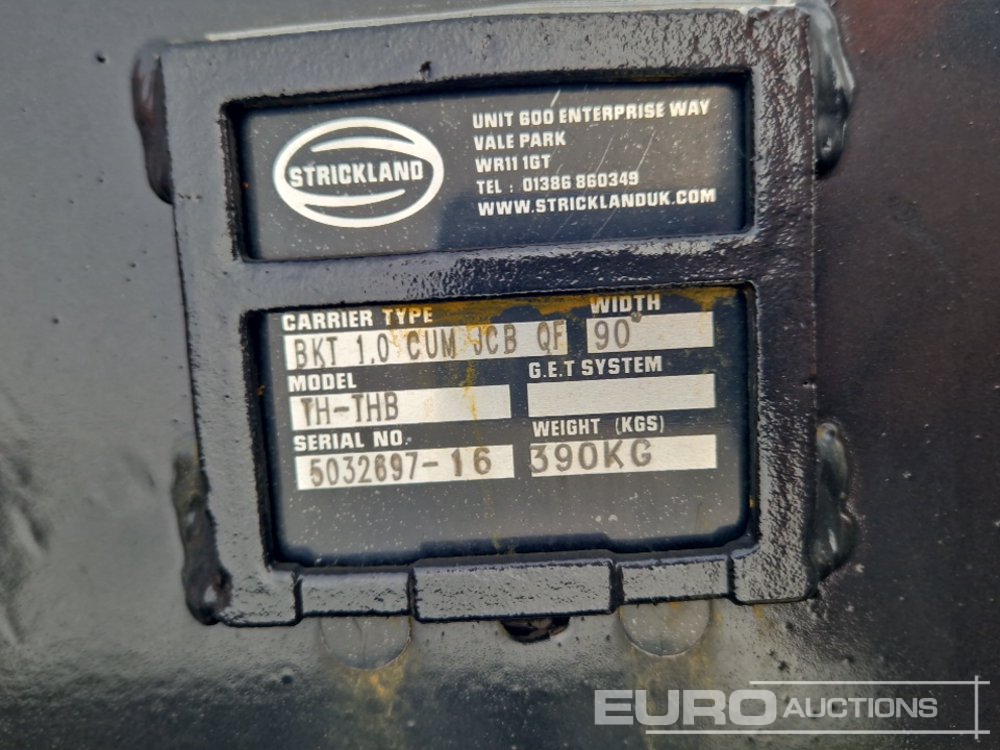 STRICKLAND
UNIT 600 ENTERPRISE WAY
VALE PARK
WR11 1GT
TEL : 01386 860349
WWW.STRICKLANDUK.COM
CARRIER TYPE
BKT 1.0 CUM JCB QF
WIDTH
90"
MODEL
TH-THB
G.E.T SYSTEM
SERIAL NO.
5032697-16
WEIGHT (KGS)
390KG
EURO AUCTIONS